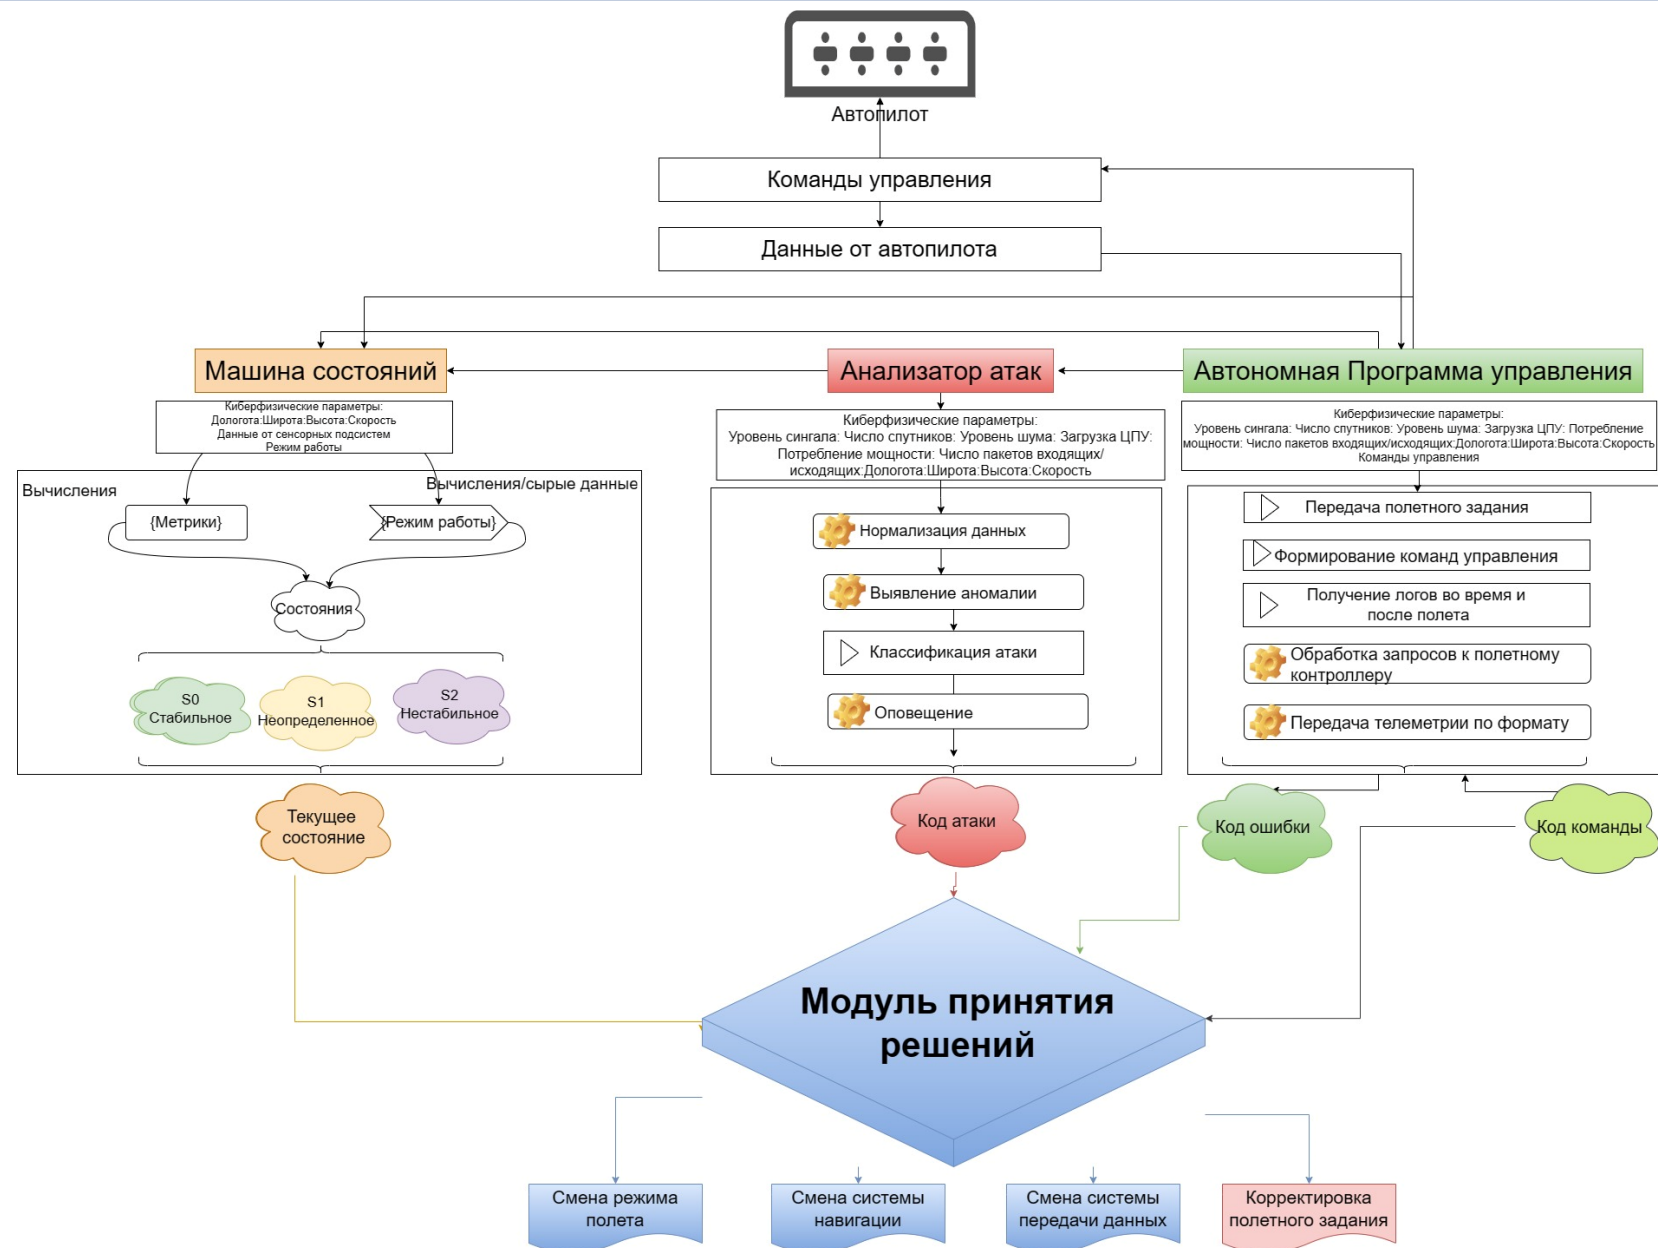 Автопилот
Команды управления
Данные от автопилота
Машина состояний
Анализатор атак
Автономная Программа управления
Киберфизические параметры:
Дологота:Широта:Высота:Скорость
Данные от сенсорных подсистем
Режим работы
Киберфизические параметры:
Уровень сингала: Число спутников: Уровень шума: Загрузка ЦПУ:
Потребление мощности: Число пакетов входящих/
исходящих:Дологота:Широта:Высота:Скорость
Киберфизические параметры:
Уровень сингала: Число спутников: Уровень шума: Загрузка ЦПУ: Потребление
мощности: Число пакетов входящих/исходящих:Дологота:Широта:Высота:Скорость
Команды управления
Вычисления
Вычисления/сырые данные
{Метрики}
{Режим работы}
Состояния
S0
Стабильное
S1
Неопределенное
S2
Нестабильное
Нормализация данных
Выявление аномалии
Классификация атаки
Оповещение
Передача полетного задания
Формирование команд управления
Получение логов во время и
после полета
Обработка запросов к полетному
контроллеру
Передача телеметрии по формату
Текущее
состояние
Код атаки
Код ошибки
Код команды
Модуль принятия
решений
Смена режима
полета
Смена системы
навигации
Смена системы
передачи данных
Корректировка
полетного задания